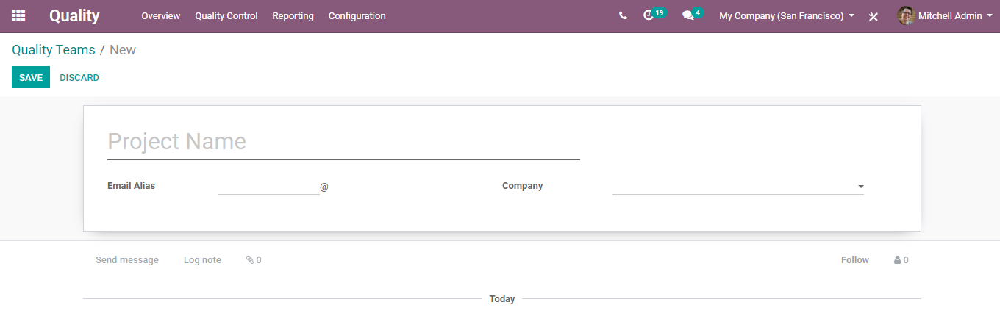 Quality Overview Quality Control Reporting Configuration 19 4 My Company (San Francisco) Mitchell Admin
Quality Teams / New
SAVE DISCARD
Project Name
Email Alias @ Company
Send message Log note 0 Follow 0
Today